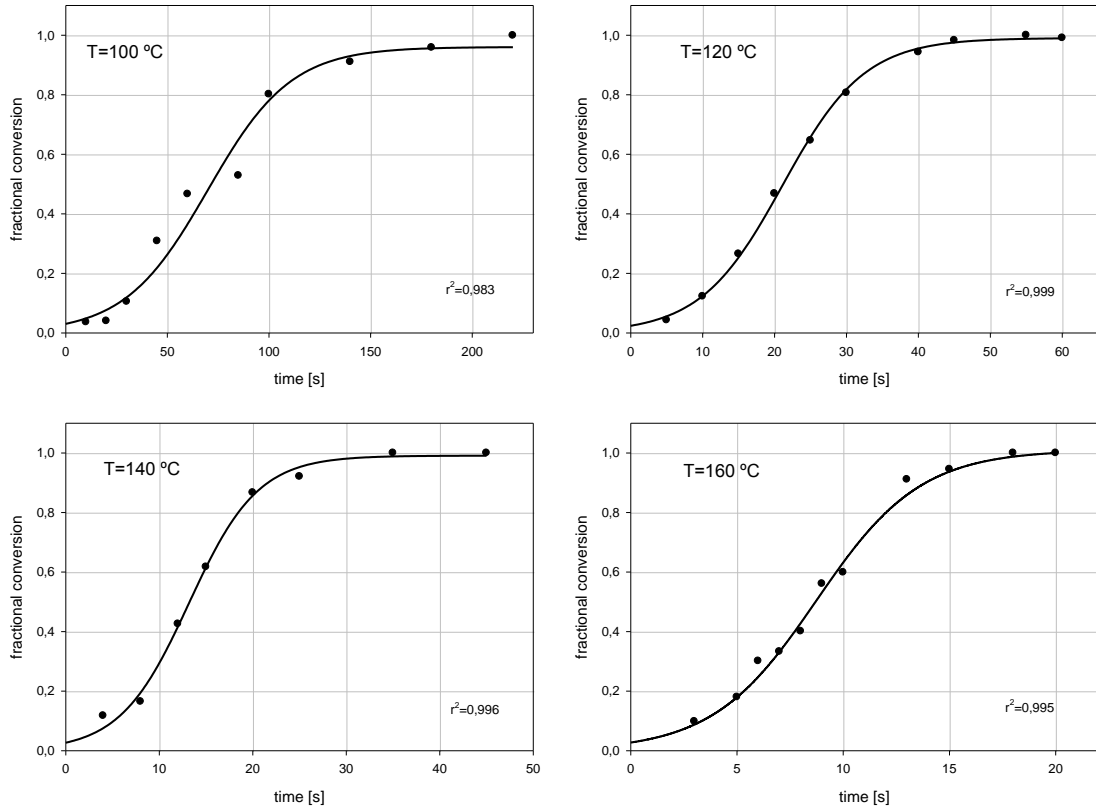 T=100 ºC
fractional conversion
1,0
0,8
0,6
0,4
0,2
0,0
r²=0,983
0 50 100 150 200
time [s]
T=120 ºC
fractional conversion
1,0
0,8
0,6
0,4
0,2
0,0
r²=0,999
0 10 20 30 40 50 60
time [s]
T=140 ºC
fractional conversion
1,0
0,8
0,6
0,4
0,2
0,0
r²=0,996
0 10 20 30 40 50
time [s]
T=160 ºC
fractional conversion
1,0
0,8
0,6
0,4
0,2
0,0
r²=0,995
0 5 10 15 20
time [s]